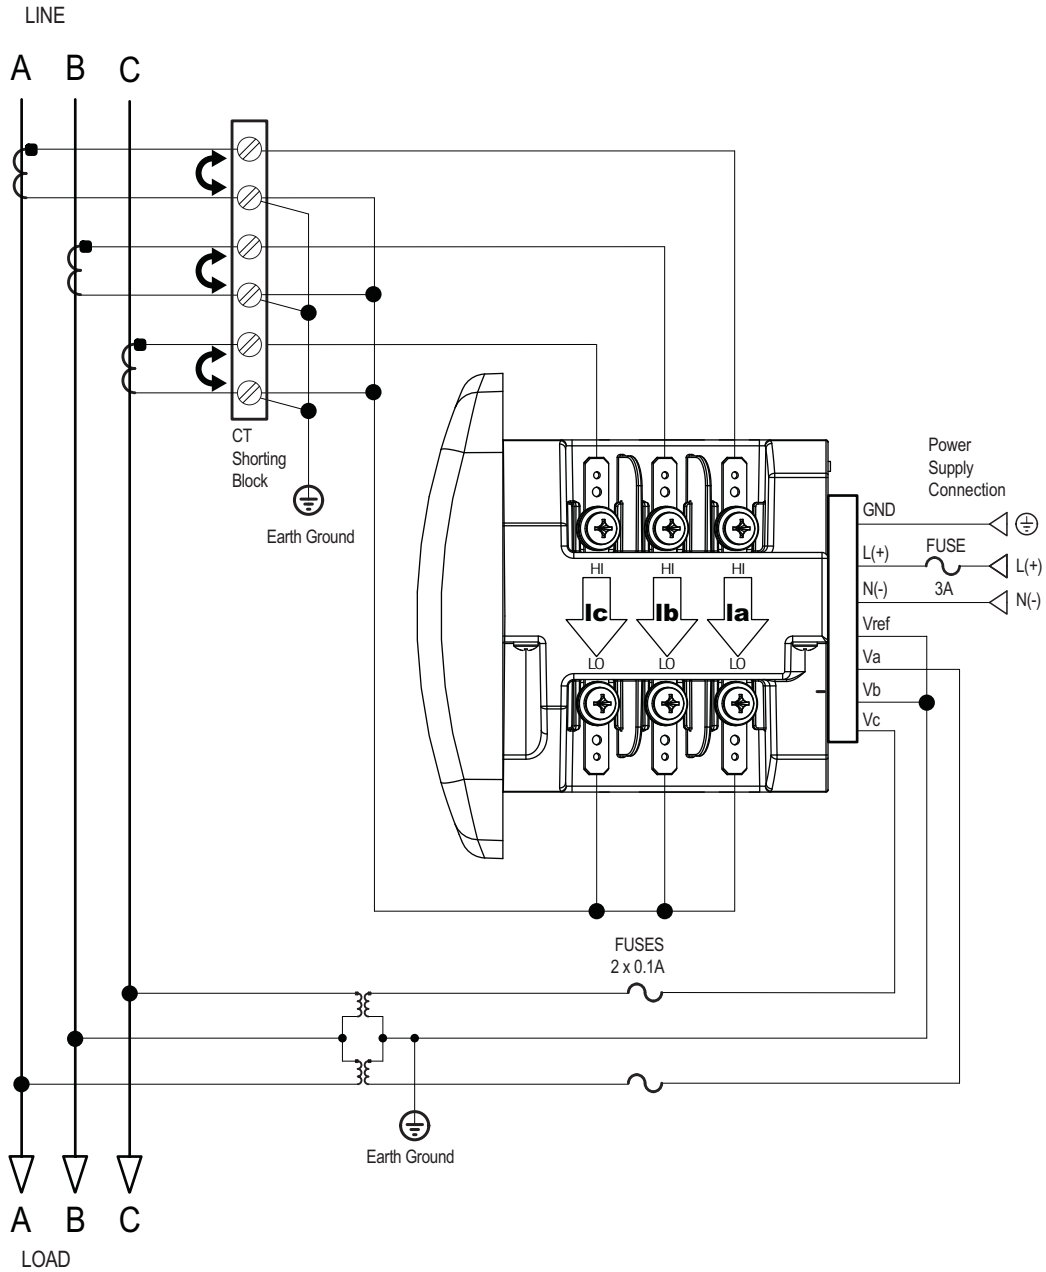 LINE
A B C
CT
Shorting
Block
Earth Ground
Power
Supply
Connection
GND
L(+)
FUSE
L(+)
N(-)
3A
N(-)
Vref
Va
Vb
Vc
HI HI HI
Ic Ib Ia
LO LO LO
FUSES
2 x 0.1A
Earth Ground
A B C
LOAD